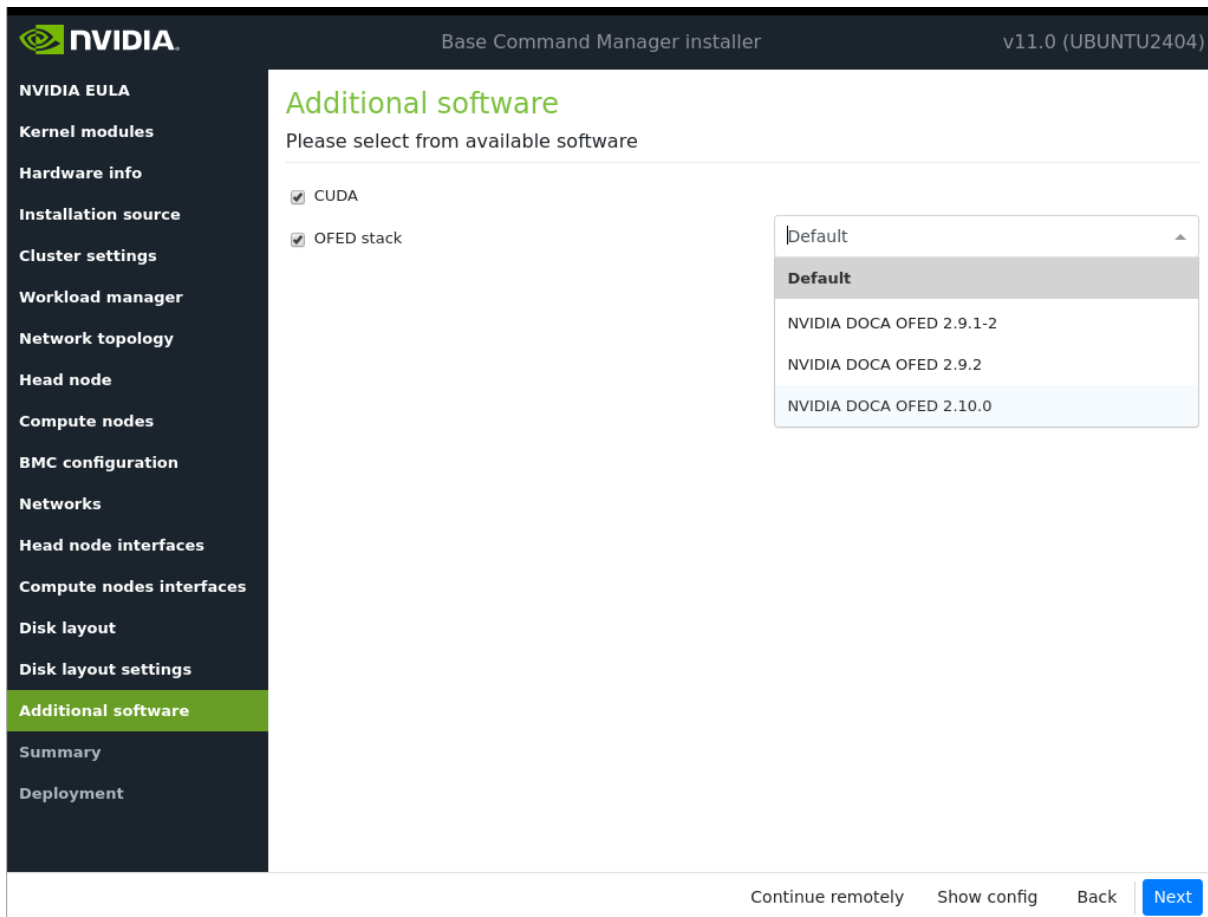 NVIDIA.
Base Command Manager installer
v11.0 (UBUNTU2404)
NVIDIA EULA
Kernel modules
Hardware info
Installation source
Cluster settings
Workload manager
Network topology
Head node
Compute nodes
BMC configuration
Networks
Head node interfaces
Compute nodes interfaces
Disk layout
Disk layout settings
Additional software
Summary
Deployment
Additional software
Please select from available software
CUDA
OFED stack
Default
Default
NVIDIA DOCA OFED 2.9.1-2
NVIDIA DOCA OFED 2.9.2
NVIDIA DOCA OFED 2.10.0
Continue remotely
Show config
Back
Next